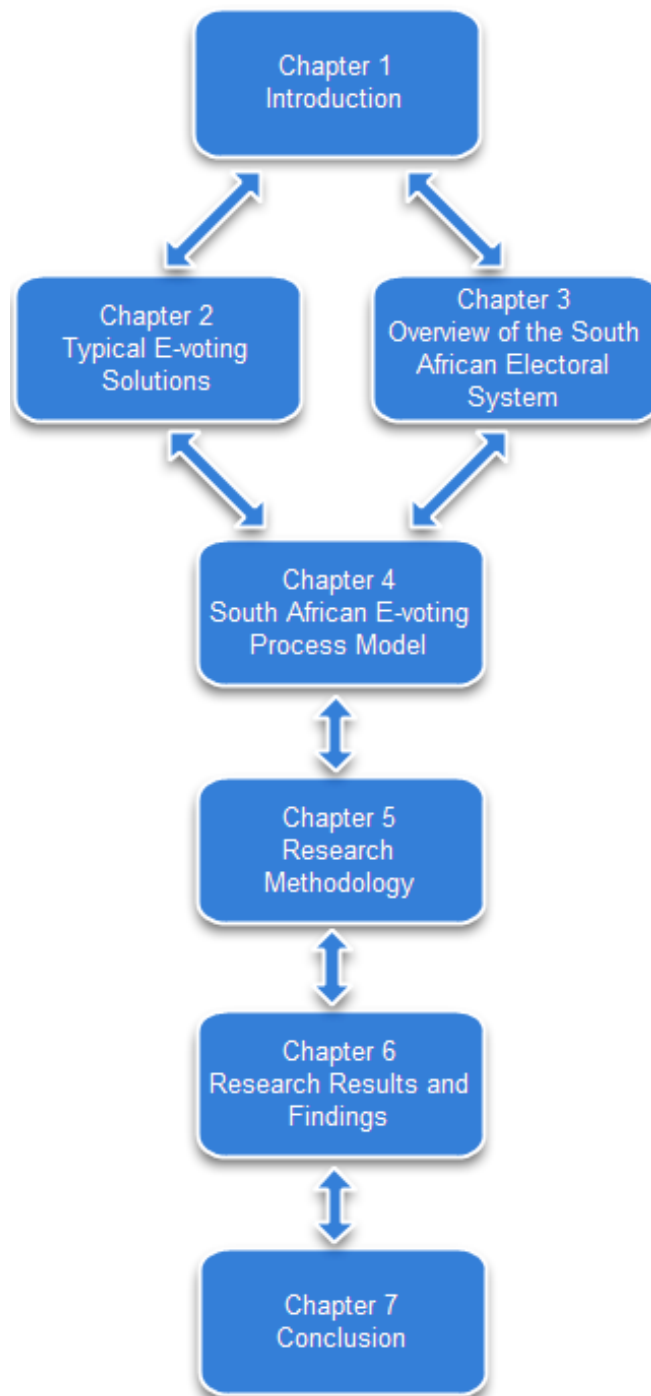 Chapter 1
Introduction
Chapter 2
Typical E-voting
Solutions
Chapter 3
Overview of the South
African Electoral
System
Chapter 4
South African E-voting
Process Model
Chapter 5
Research
Methodology
Chapter 6
Research Results and
Findings
Chapter 7
Conclusion